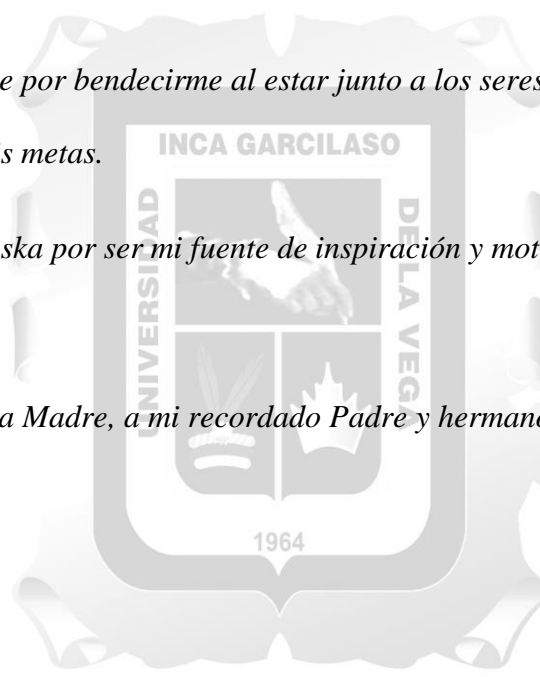 e por bendecirme al estar junto a los seres
s metas.
INCA GARCILASO
UNIVERSIDAD
DE LA VEGA
ska por ser mi fuente de inspiración y mot
a Madre, a mi recordado Padre y hermano
1964